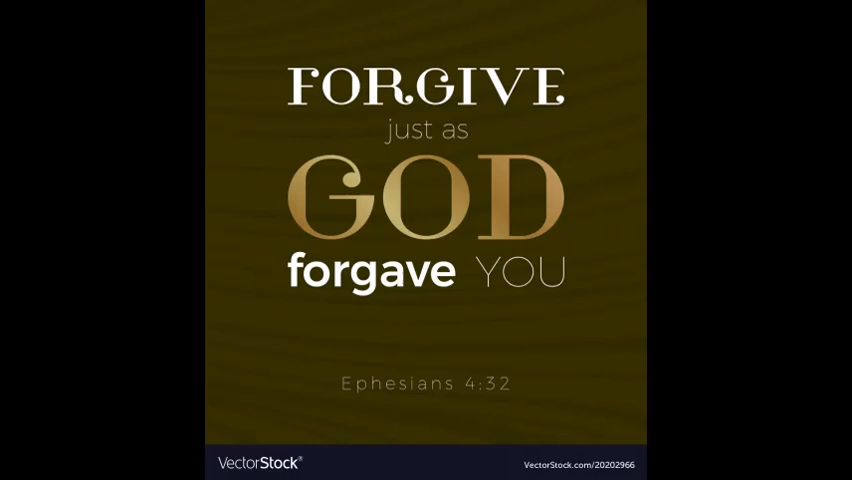 FORGIVE
just as
GOD
forgave YOU
Ephesians 4:32
VectorStock® VectorStock.com/20202966